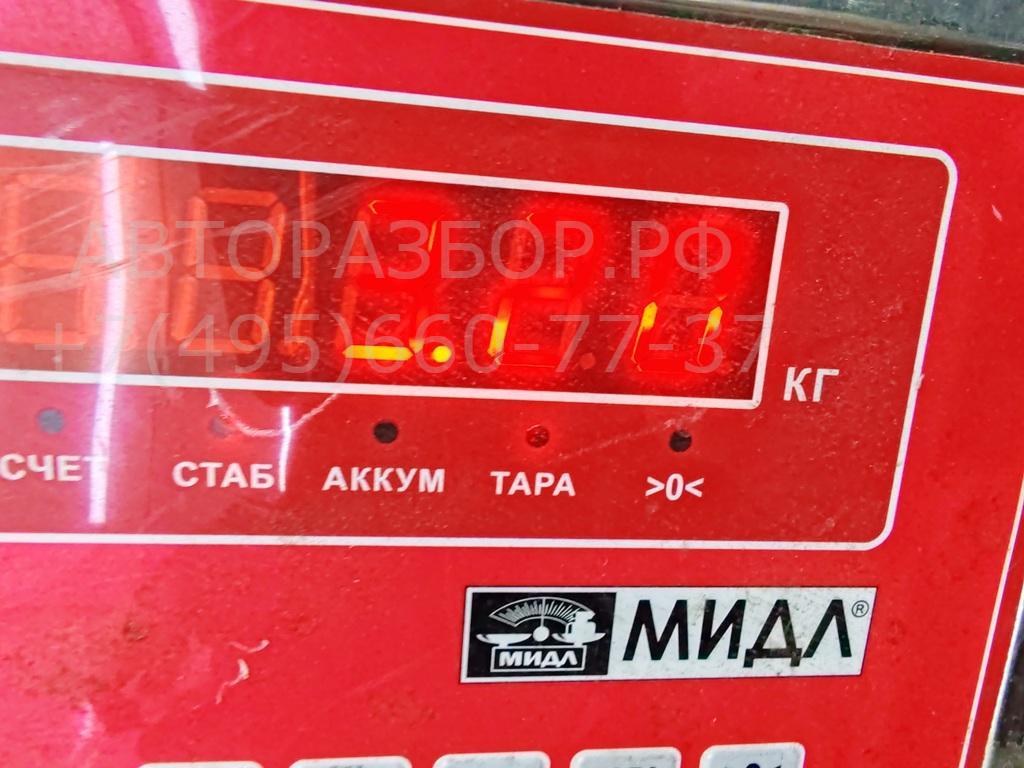 АВТОРАЗБОР.РФ
+7(495)660-77-37
КГ
СЧЕТ СТАБ АККУМ ТАРА >0<
МИДЛ МИДЛ®